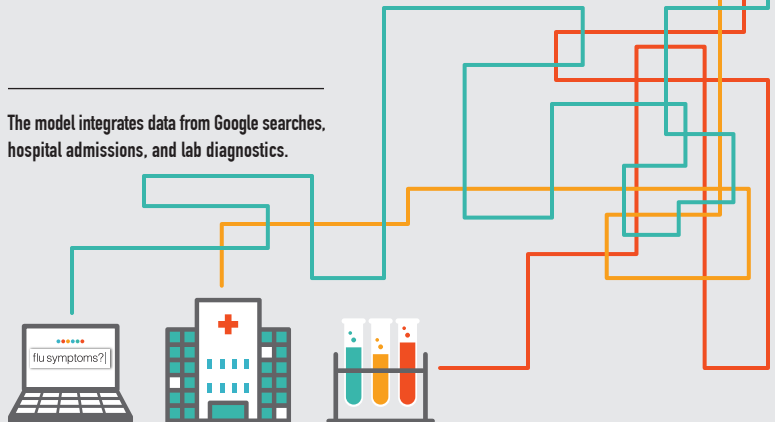 The model integrates data from Google searches,
hospital admissions, and lab diagnostics.
flu symptoms?